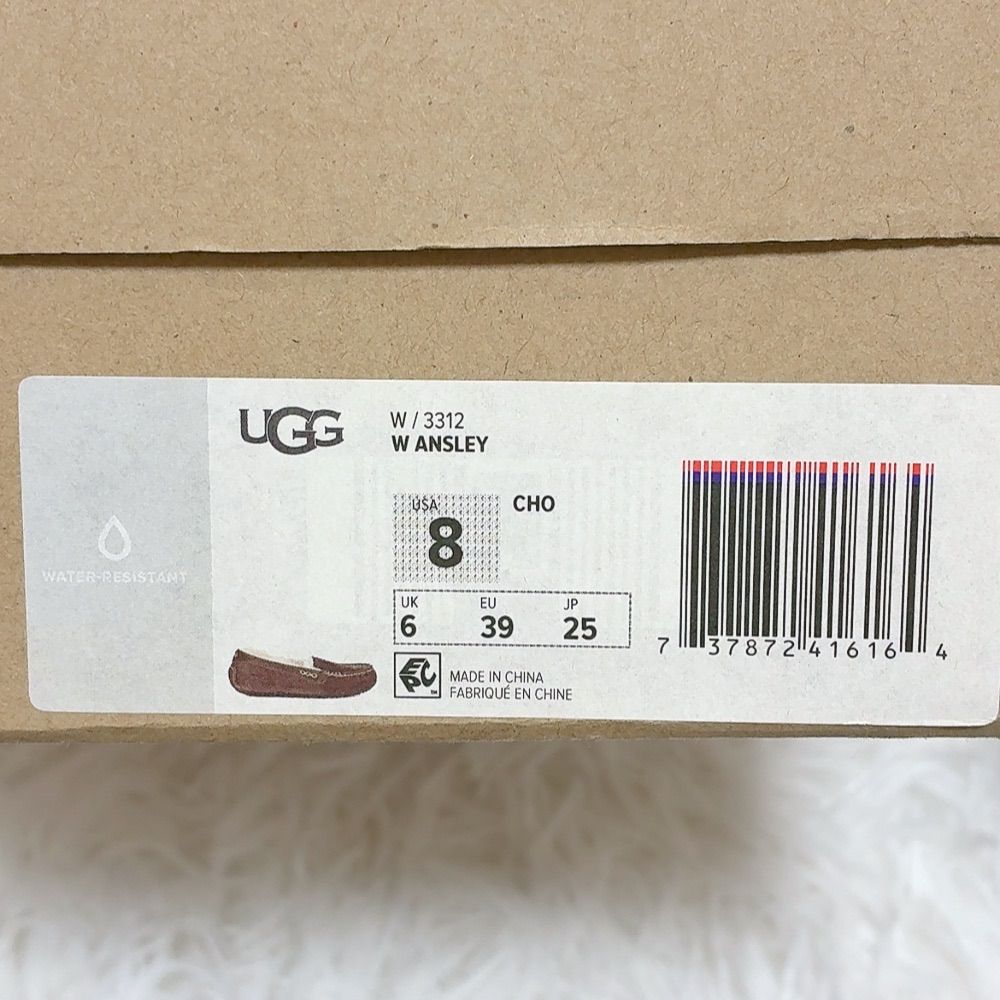 WATER-RESISTANT
UGG
W / 3312
W ANSLEY
USA
8
CHO
UK EU JP
6 39 25
EPC™
MADE IN CHINA
FABRIQUÉ EN CHINE
7 37872 41616 4